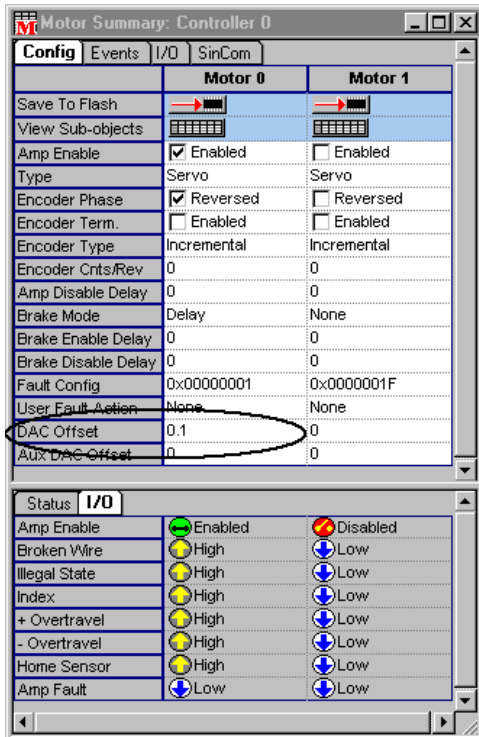 Motor Summary: Controller 0
Config Events I/O SinCom
Motor 0 Motor 1
Save To Flash
View Sub-objects
Amp Enable Enabled Enabled
Type Servo Servo
Encoder Phase Reversed Reversed
Encoder Term. Enabled Enabled
Encoder Type Incremental Incremental
Encoder Cnts/Rev 0 0
Amp Disable Delay 0 0
Brake Mode Delay None
Brake Enable Delay 0 0
Brake Disable Delay 0 0
Fault Config 0x00000001 0x0000001F
User Fault Action None None
DAC Offset 0.1 0
Aux DAC Offset 0 0
Status I/O
Amp Enable Enabled Disabled
Broken Wire High Low
Illegal State High Low
Index High Low
+ Overtravel High Low
- Overtravel High Low
Home Sensor High Low
Amp Fault Low Low